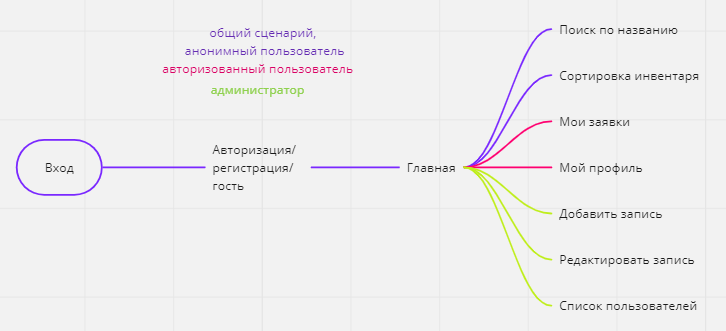 общий сценарий,
анонимный пользователь
авторизованный пользователь
администратор
Вход
Авторизация/
регистрация/
гость
Главная
Поиск по названию
Сортировка инвентаря
Мои заявки
Мой профиль
Добавить запись
Редактировать запись
Список пользователей